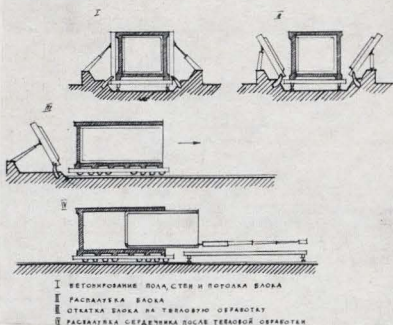 I
II
III
IV
I БЕТОНИРОВАНИЕ ПОЛА, СТЕН И ПОТОЛКА БЛОКА
II РАСПАЛУБКА БЛОКА
III ОТКАТКА БЛОКА НА ТЕПЛОВУЮ ОБРАБОТКУ
IV РАСПАЛУБКА СЕРДЕЧНИКА ПОСЛЕ ТЕПЛОВОЙ ОБРАБОТКИ